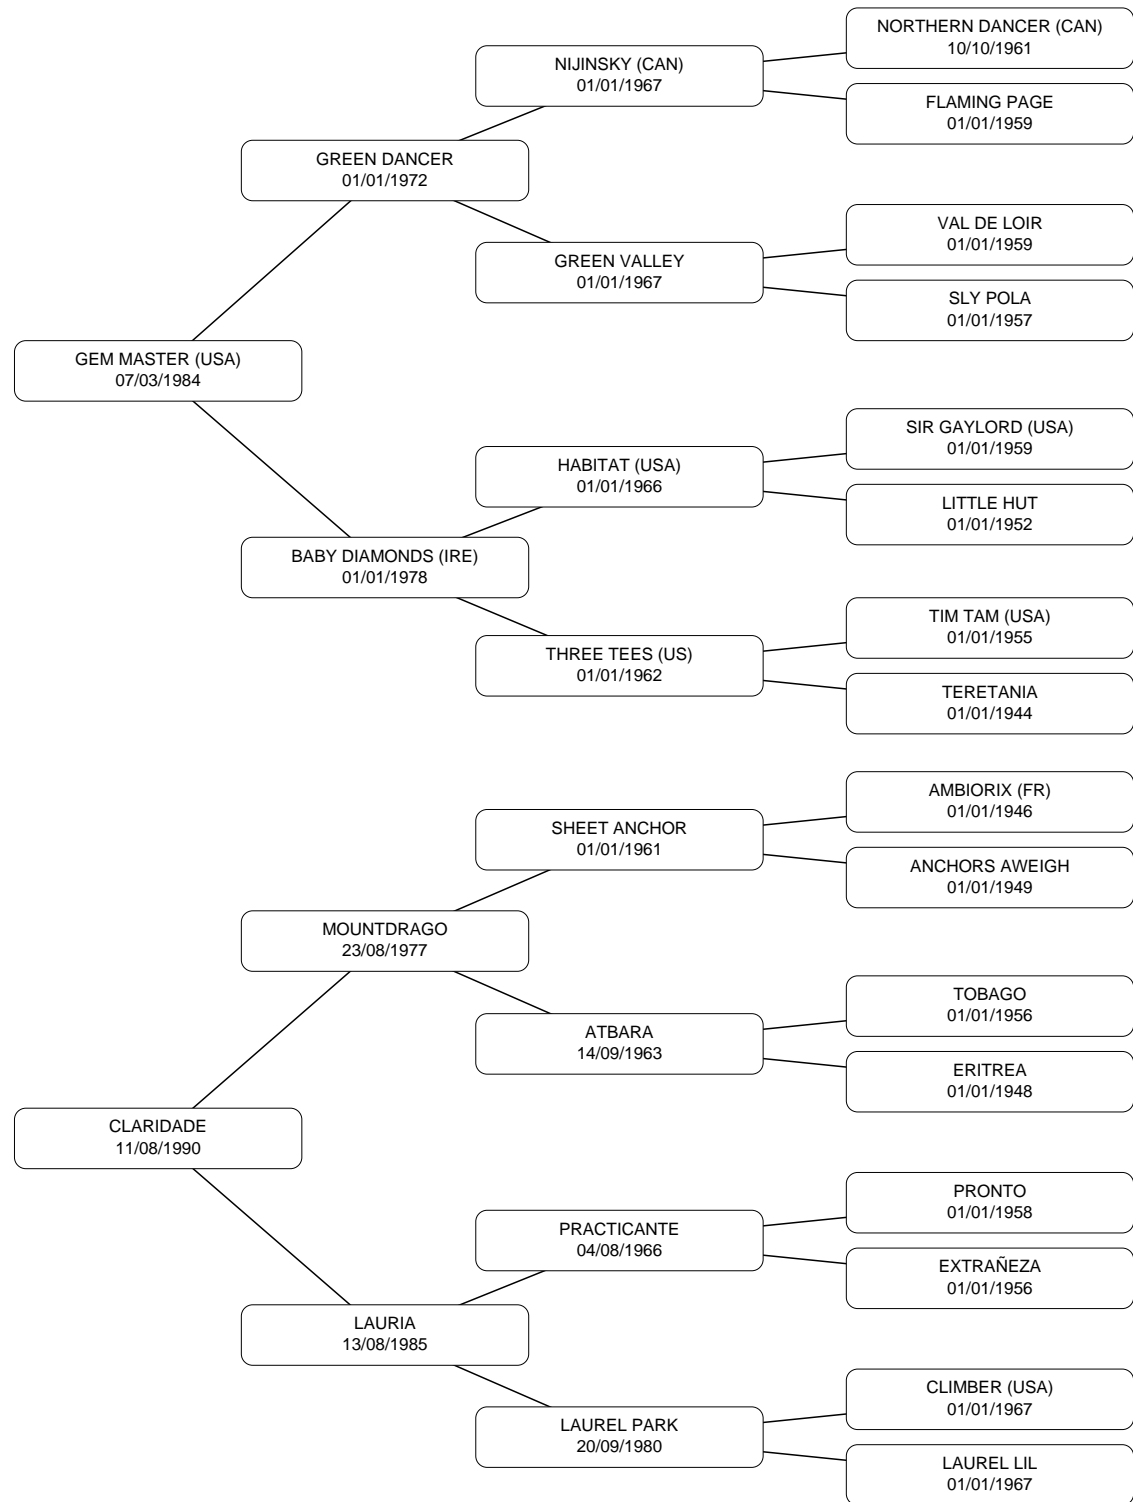 NORTHERN DANCER (CAN)
10/10/1961
NIJINSKY (CAN)
01/01/1967
FLAMING PAGE
01/01/1959
GREEN DANCER
01/01/1972
VAL DE LOIR
01/01/1959
GREEN VALLEY
01/01/1967
SLY POLA
01/01/1957
GEM MASTER (USA)
07/03/1984
SIR GAYLORD (USA)
01/01/1959
HABITAT (USA)
01/01/1966
LITTLE HUT
01/01/1952
BABY DIAMONDS (IRE)
01/01/1978
TIM TAM (USA)
01/01/1955
THREE TEES (US)
01/01/1962
TERETANIA
01/01/1944
AMBIORIX (FR)
01/01/1946
SHEET ANCHOR
01/01/1961
ANCHORS AWEIGH
01/01/1949
MOUNTDRAGO
23/08/1977
TOBAGO
01/01/1956
ATBARA
14/09/1963
ERITREA
01/01/1948
CLARIDADE
11/08/1990
PRONTO
01/01/1958
PRACTICANTE
04/08/1966
EXTRAÑEZA
01/01/1956
LAURIA
13/08/1985
CLIMBER (USA)
01/01/1967
LAUREL PARK
20/09/1980
LAUREL LIL
01/01/1967